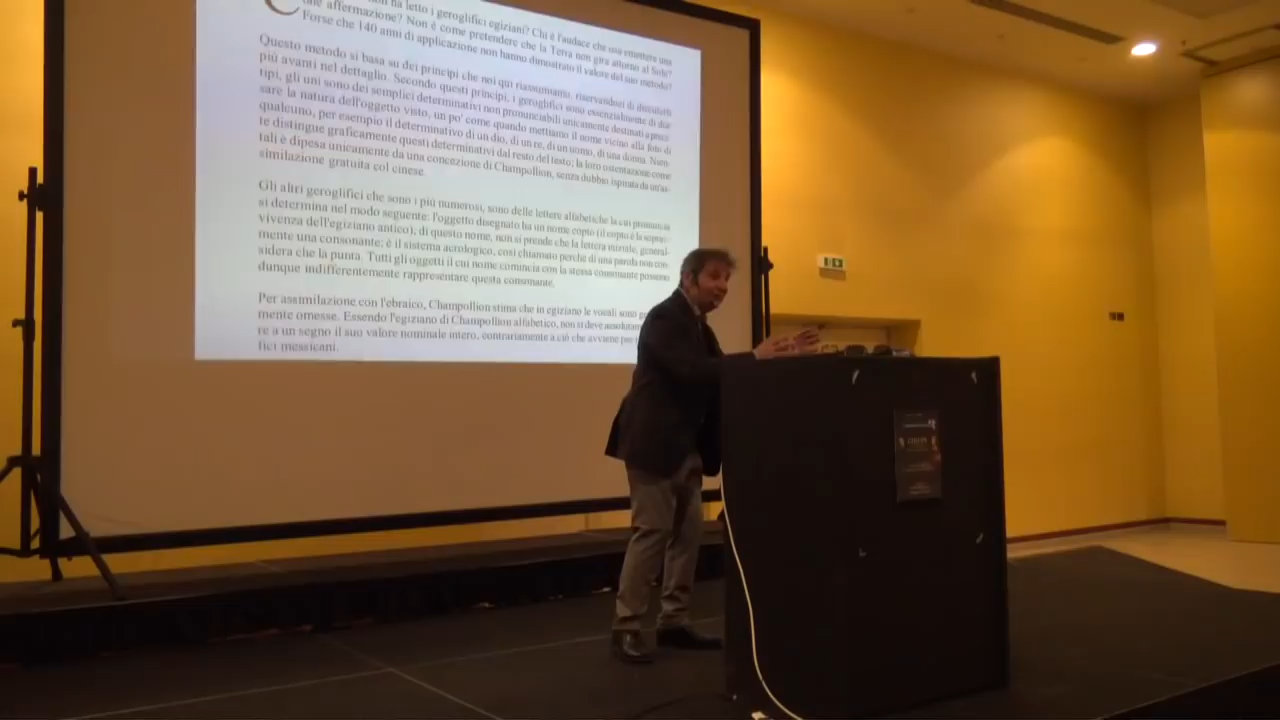 ha letto i geroglifici egiziani? Chi è l'audace che osa emettere una
tale affermazione? Non è come pretendere che la Terra non gira attorno al Sole?
Forse che 140 anni di applicazione non hanno dimostrato il valore del suo metodo?
Questo metodo si basa su dei principi che noi qui riassumiamo, riservandoci di discuterli
più avanti nel dettaglio. Secondo questi principi, i geroglifici sono essenzialmente di due
tipi, gli uni sono dei semplici determinativi non pronunciabili unicamente destinati a preci-
sare la natura dell'oggetto visto, un po' come quando mettiamo il nome vicino alla foto di
qualcuno, per esempio il determinativo di un dio, di un re, di un uomo, di una donna. Nien-
te distingue graficamente questi determinativi dal resto del testo; la loro ostentazione come
tali è dipesa unicamente da una concezione di Champollion, senza dubbio ispirata da un'as-
similazione gratuita col cinese.
Gli altri geroglifici che sono i più numerosi, sono delle lettere alfabetiche la cui pronuncia
si determina nel modo seguente: l'oggetto disegnato ha un nome copto (il copto è la soprav-
vivenza dell'egiziano antico); di questo nome, non si prende che la lettera iniziale, general-
mente una consonante; è il sistema acrologico, così chiamato perché di una parola non con-
sidera che la punta. Tutti gli oggetti il cui nome comincia con la stessa consonante possono
dunque indifferentemente rappresentare questa consonante.
Per assimilazione con l'ebraico, Champollion stima che in egiziano le vocali sono
mente omesse. Essendo l'egiziano di Champollion alfabetico, non si deve
re a un segno il suo valore nominale intero, contrariamente a ciò che avviene per
fici messicani.